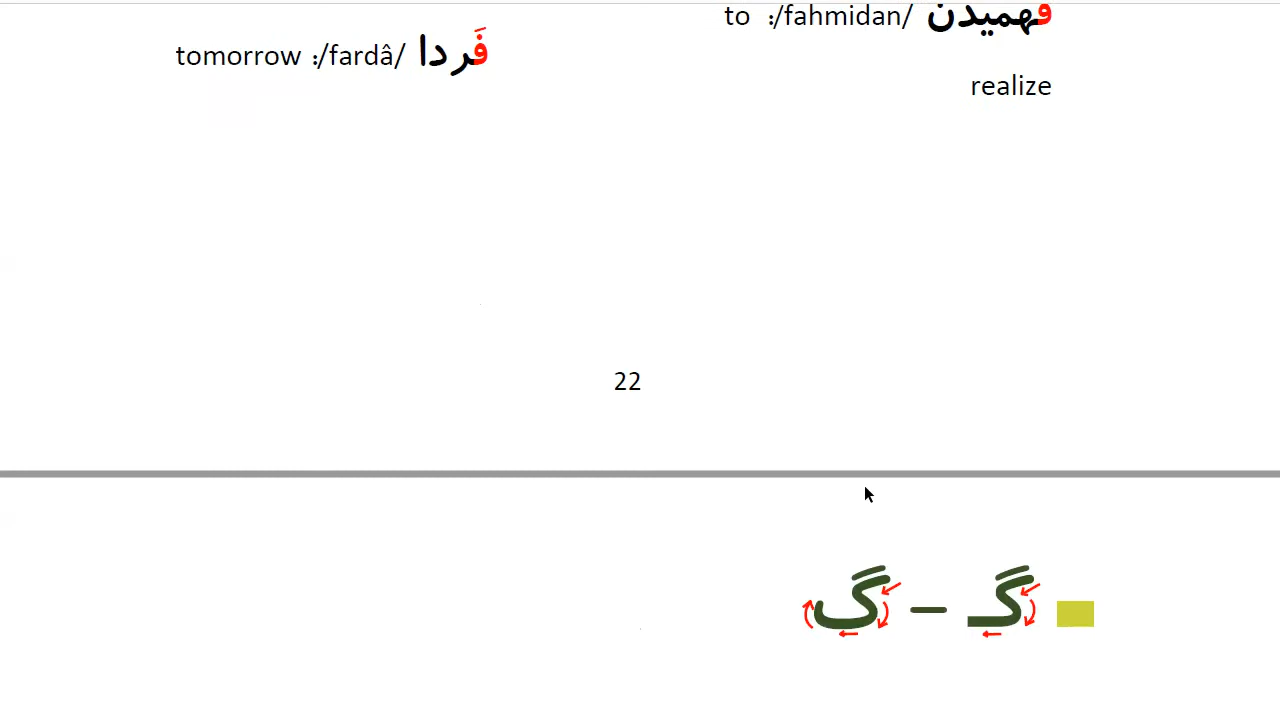 فهمیدن /fahmidan/: to
realize
فَردا /fardâ/: tomorrow
22
گـ – گ